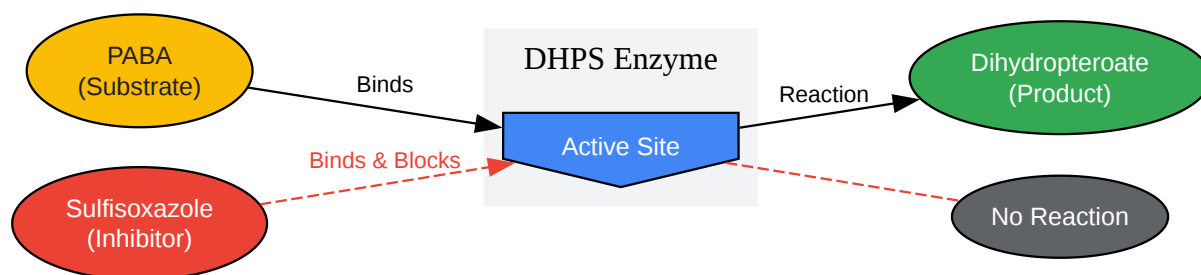 PABA
(Substrate)
Binds
DHPS Enzyme
Active Site
Reaction
Dihydropteroate
(Product)
Sulfisoxazole
(Inhibitor)
Binds & Blocks
No Reaction